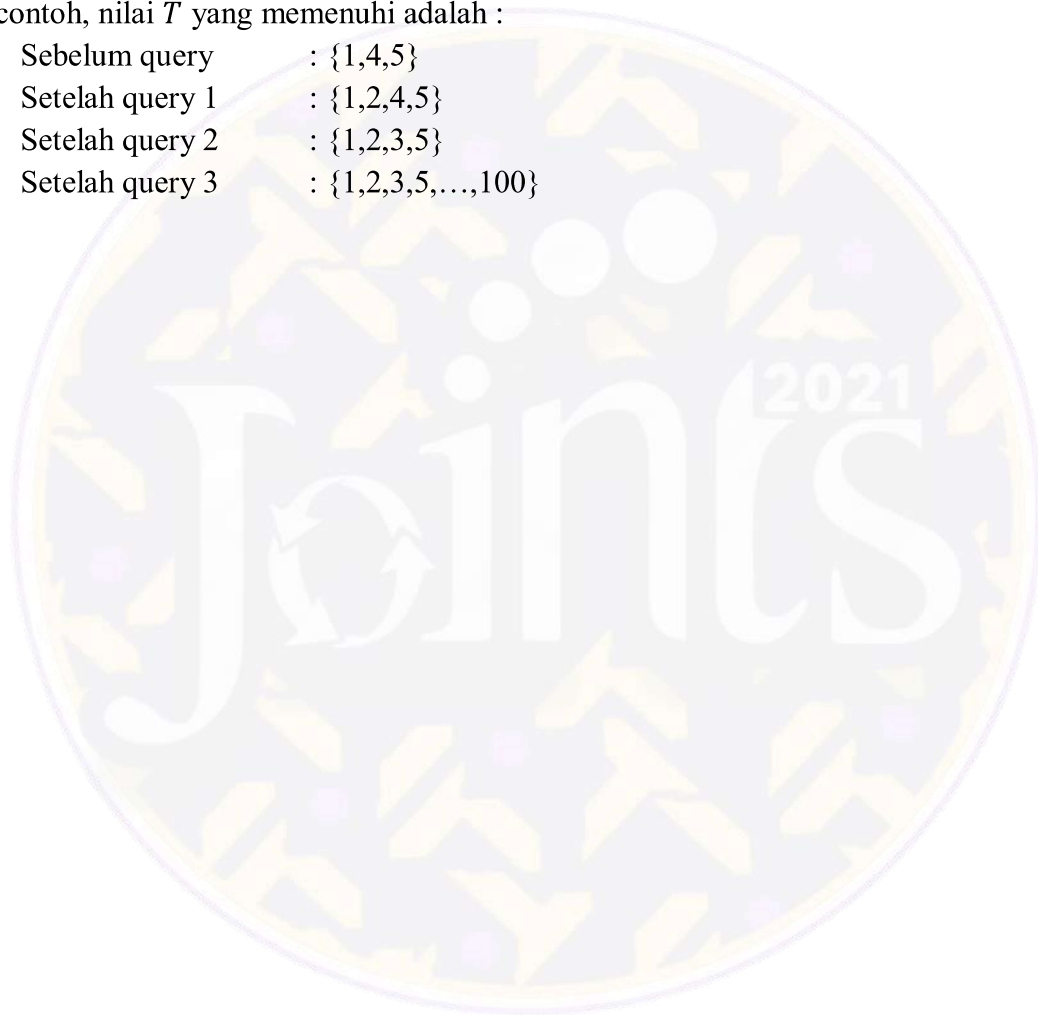 contoh, nilai T yang memenuhi adalah :
Sebelum query : {1,4,5}
Setelah query 1 : {1,2,4,5}
Setelah query 2 : {1,2,3,5}
Setelah query 3 : {1,2,3,5,…,100}
2021
Joints